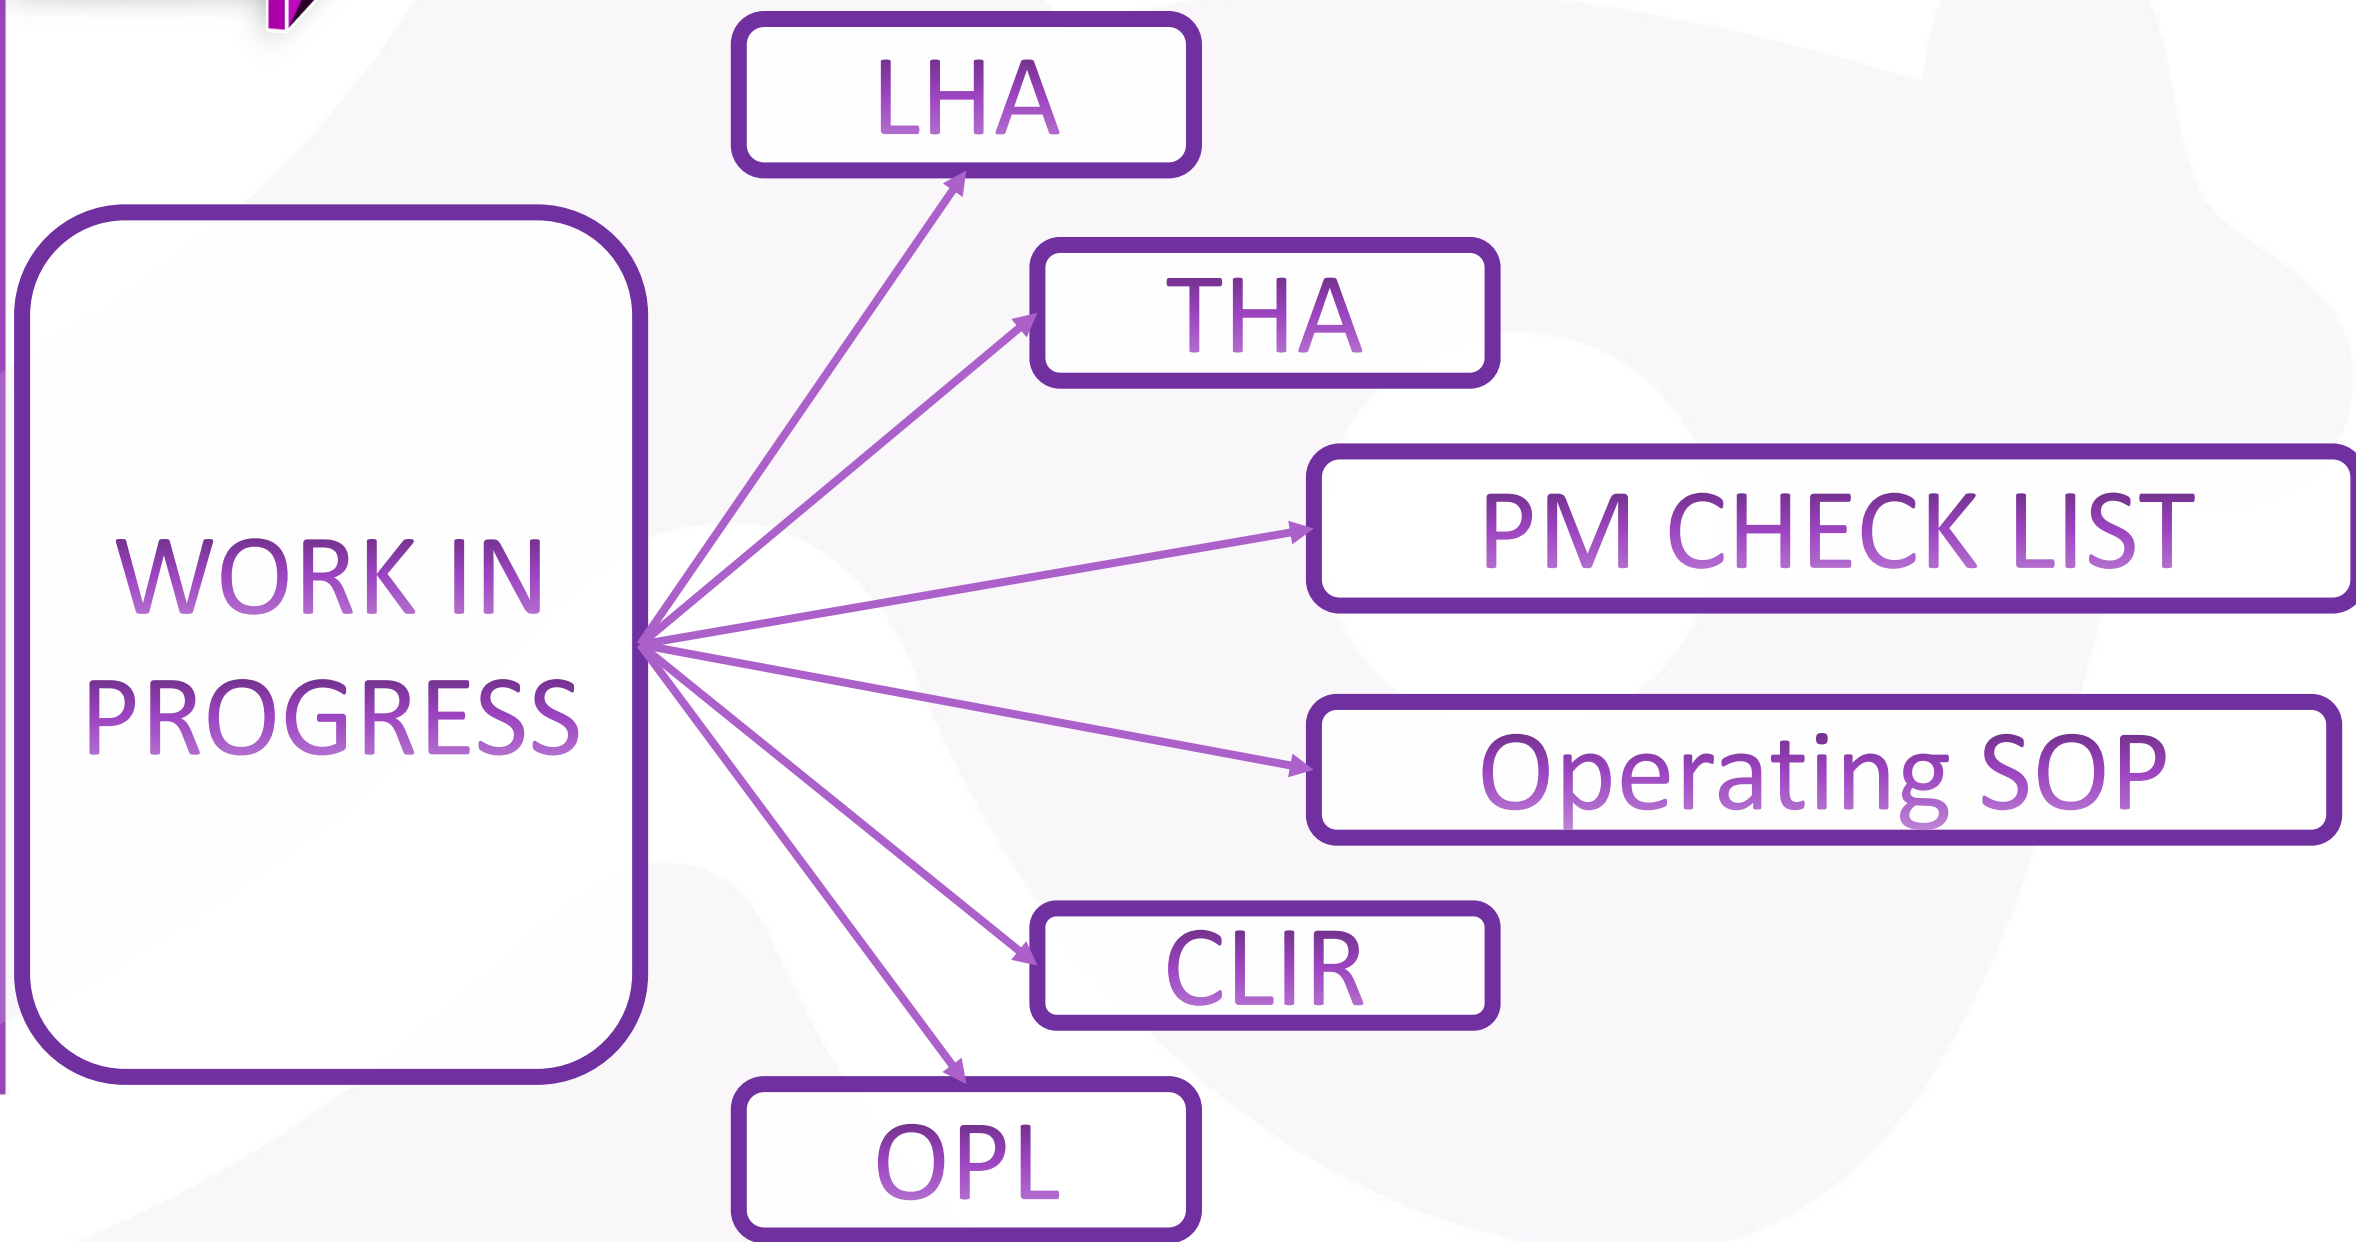 LHA
THA
WORK IN
PROGRESS
PM CHECK LIST
Operating SOP
CLIR
OPL